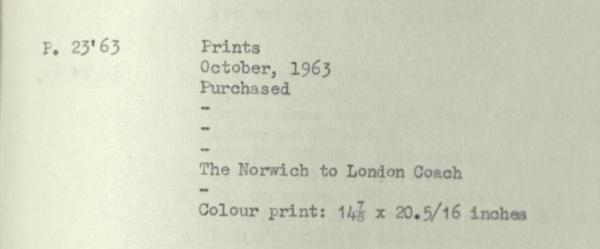 P. 23'63 Prints
October, 1963
Purchased
-
-
-
The Norwich to London Coach
-
Colour print: 14⅞ x 20.5/16 inches